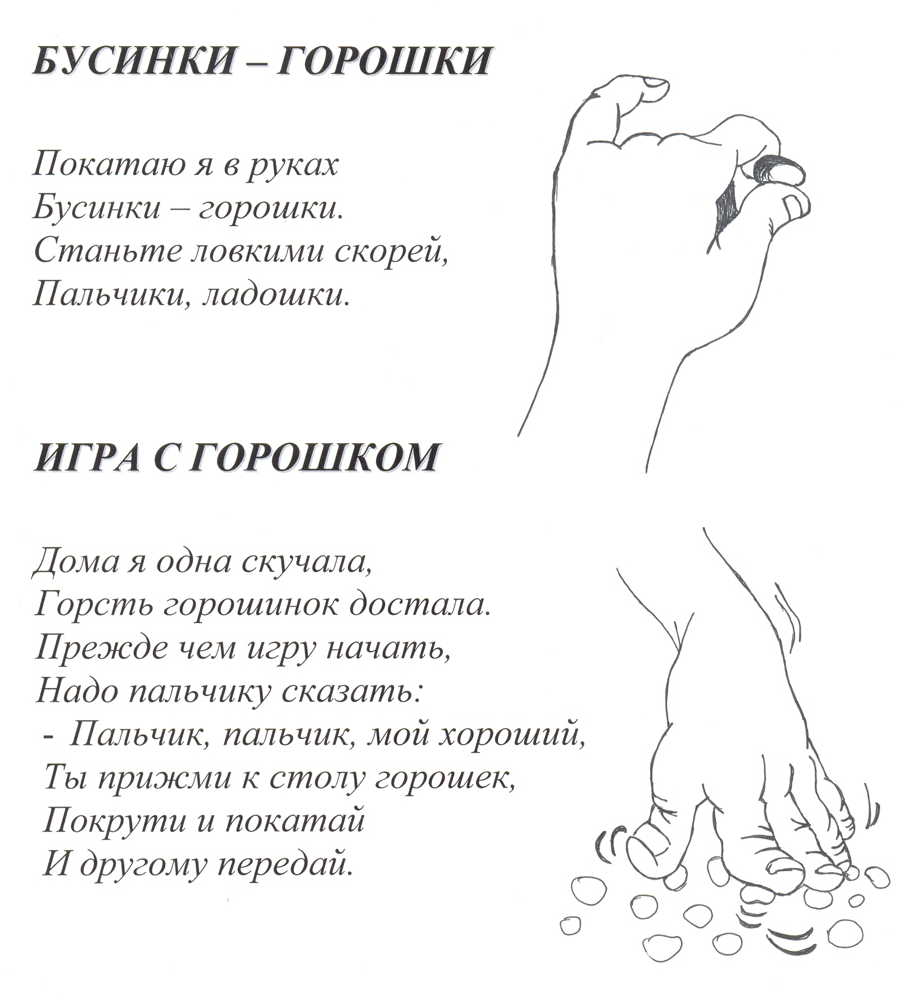 БУСИНКИ – ГОРОШКИ
Покатаю я в руках
Бусинки – горошки.
Станьте ловкими скорей,
Пальчики, ладошки.
ИГРА С ГОРОШКОМ
Дома я одна скучала,
Горсть горошинок достала.
Прежде чем игру начать,
Надо пальчику сказать:
- Пальчик, пальчик, мой хороший,
Ты прижми к столу горошек,
Покрути и покатай
И другому передай.